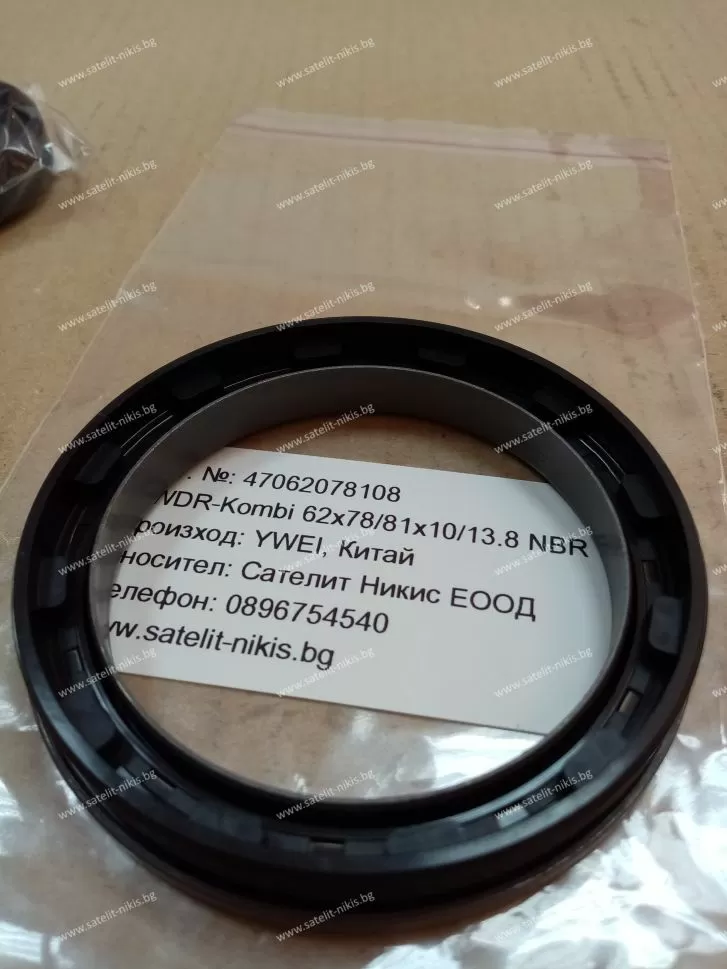 №: 47062078108
WDR-Kombi 62x78/81x10/13.8 NBR
роизход: YWEI, Китай
носител: Сателит Никис ЕООД
елефон: 0896754540
w.satelit-nikis.bg
www.satelit-nikis.bg